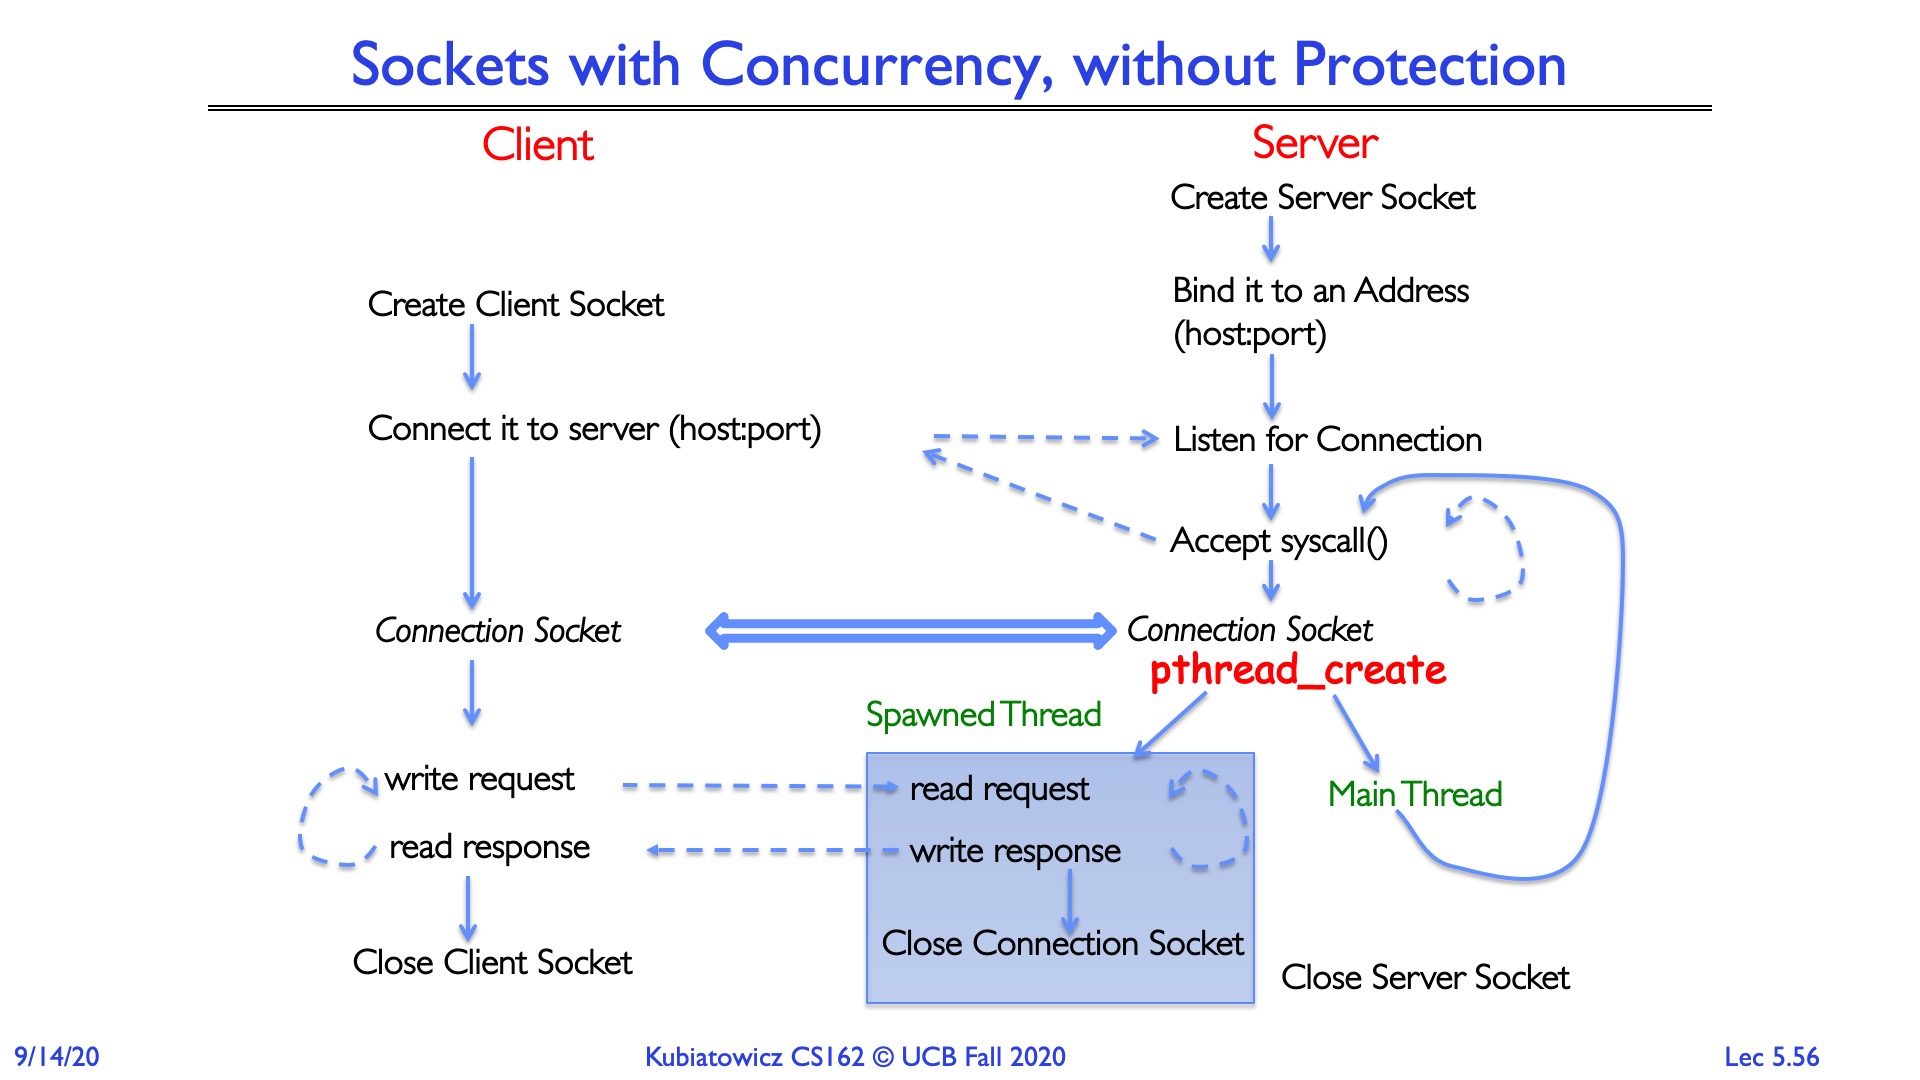 Sockets with Concurrency, without Protection
Client
Server
Create Server Socket
Bind it to an Address
(host:port)
Create Client Socket
Connect it to server (host:port)
Listen for Connection
Accept syscall()
Connection Socket
Connection Socket
pthread_create
Spawned Thread
write request
read request
Main Thread
read response
write response
Close Connection Socket
Close Client Socket
Close Server Socket
9/14/20
Kubiatowicz CS162 © UCB Fall 2020
Lec 5.56